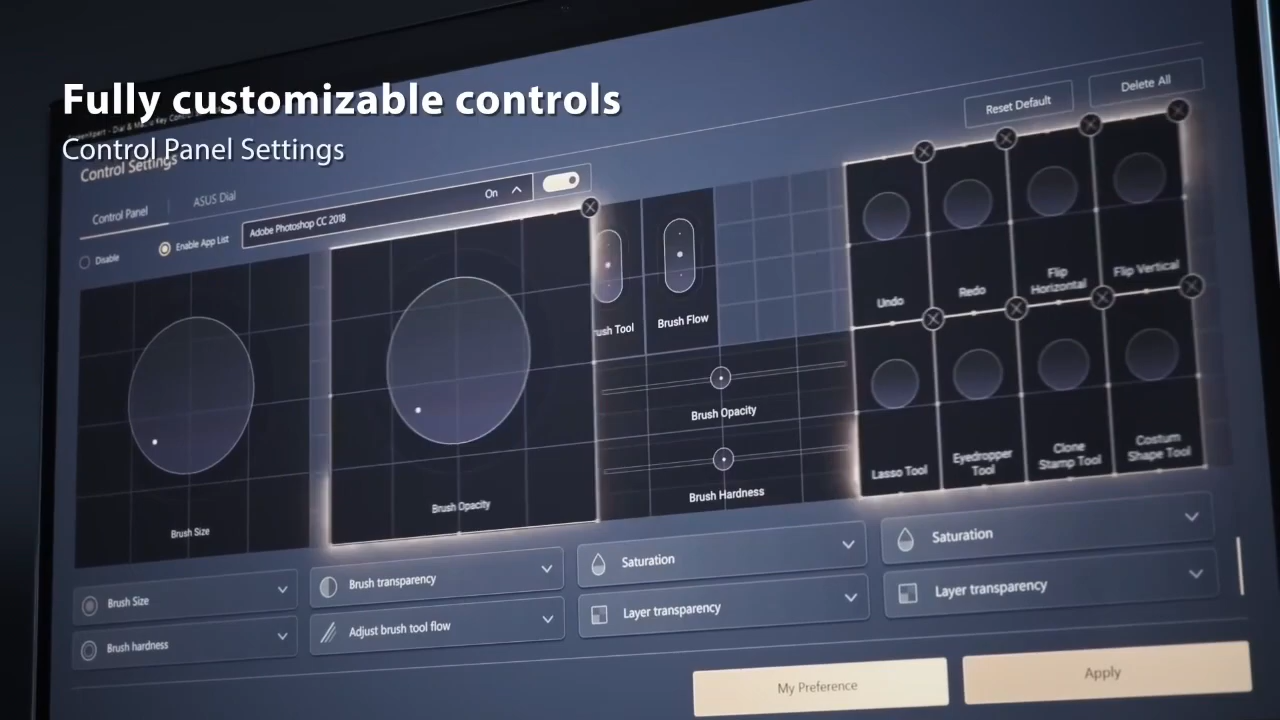 Fully customizable controls
Control Panel Settings
Control Settings
Reset Default
Delete All
Control Panel
ASUS Dial
Disable
Enable App List
Adobe Photoshop CC 2018
On
Brush Size
Brush Opacity
Tool
Brush Flow
Brush Opacity
Brush Hardness
Undo
Redo
Flip
Horizontal
Flip Vertical
Lasso Tool
Eyedropper
Tool
Clone
Stamp Tool
Costum
Shape Tool
Brush Size
Brush transparency
Saturation
Saturation
Brush hardness
Adjust brush tool flow
Layer transparency
Layer transparency
My Preference
Apply